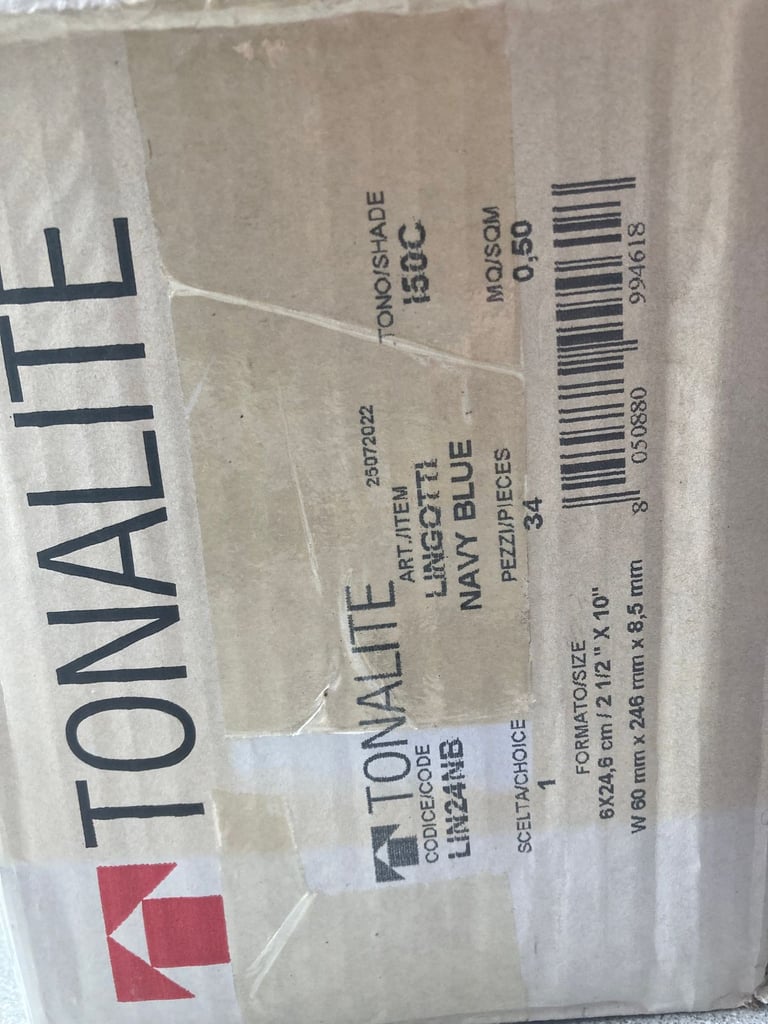 TONALITE
TONALITE
25072022
TONO/SHADE
I50C
CODICE/CODE
LIN24NB
ART./ITEM
LINGOTTI
NAVY BLUE
SCELTA/CHOICE
1
PEZZI/PIECES
34
MQ/SQM
0,50
FORMATO/SIZE
6X24,6 cm / 2 1/2 " X 10"
W 60 mm x 246 mm x 8,5 mm
8 050880 994618